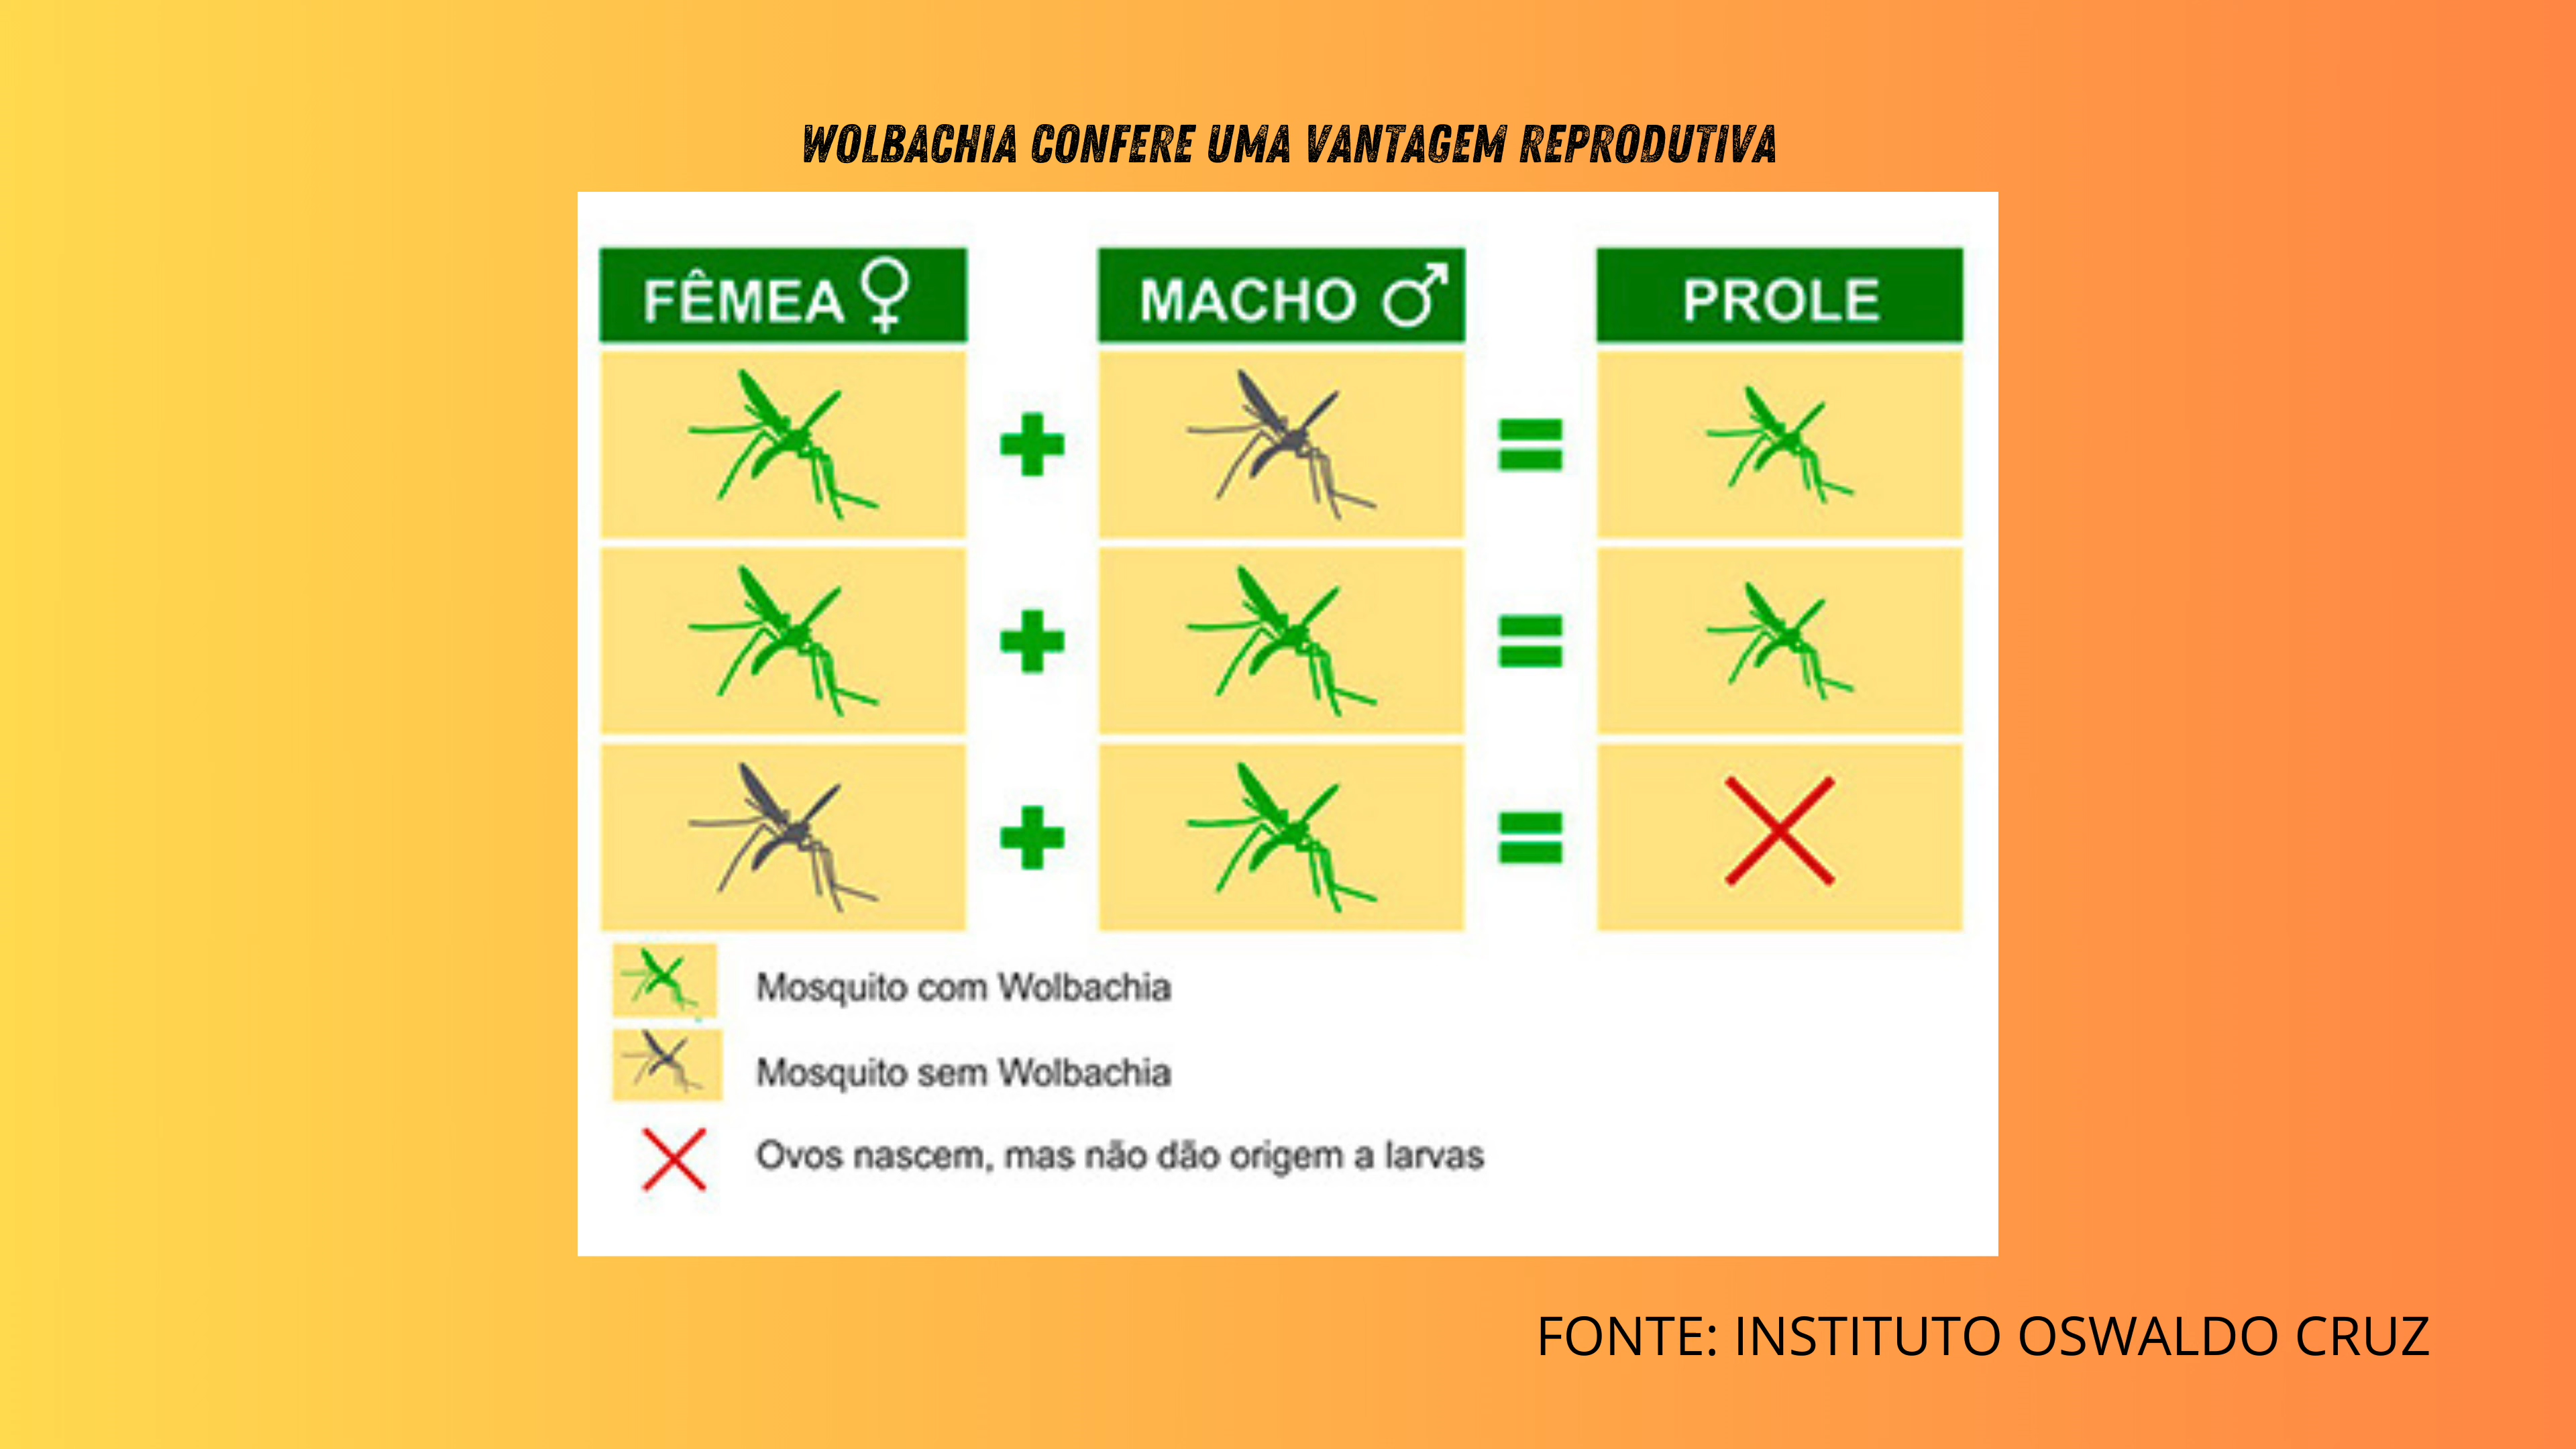 WOLBACHIA CONFERE UMA VANTAGEM REPRODUTIVA
FÊMEA ♀ MACHO ♂ PROLE
Mosquito com Wolbachia
Mosquito sem Wolbachia
Ovos nascem, mas não dão origem a larvas
FONTE: INSTITUTO OSWALDO CRUZ